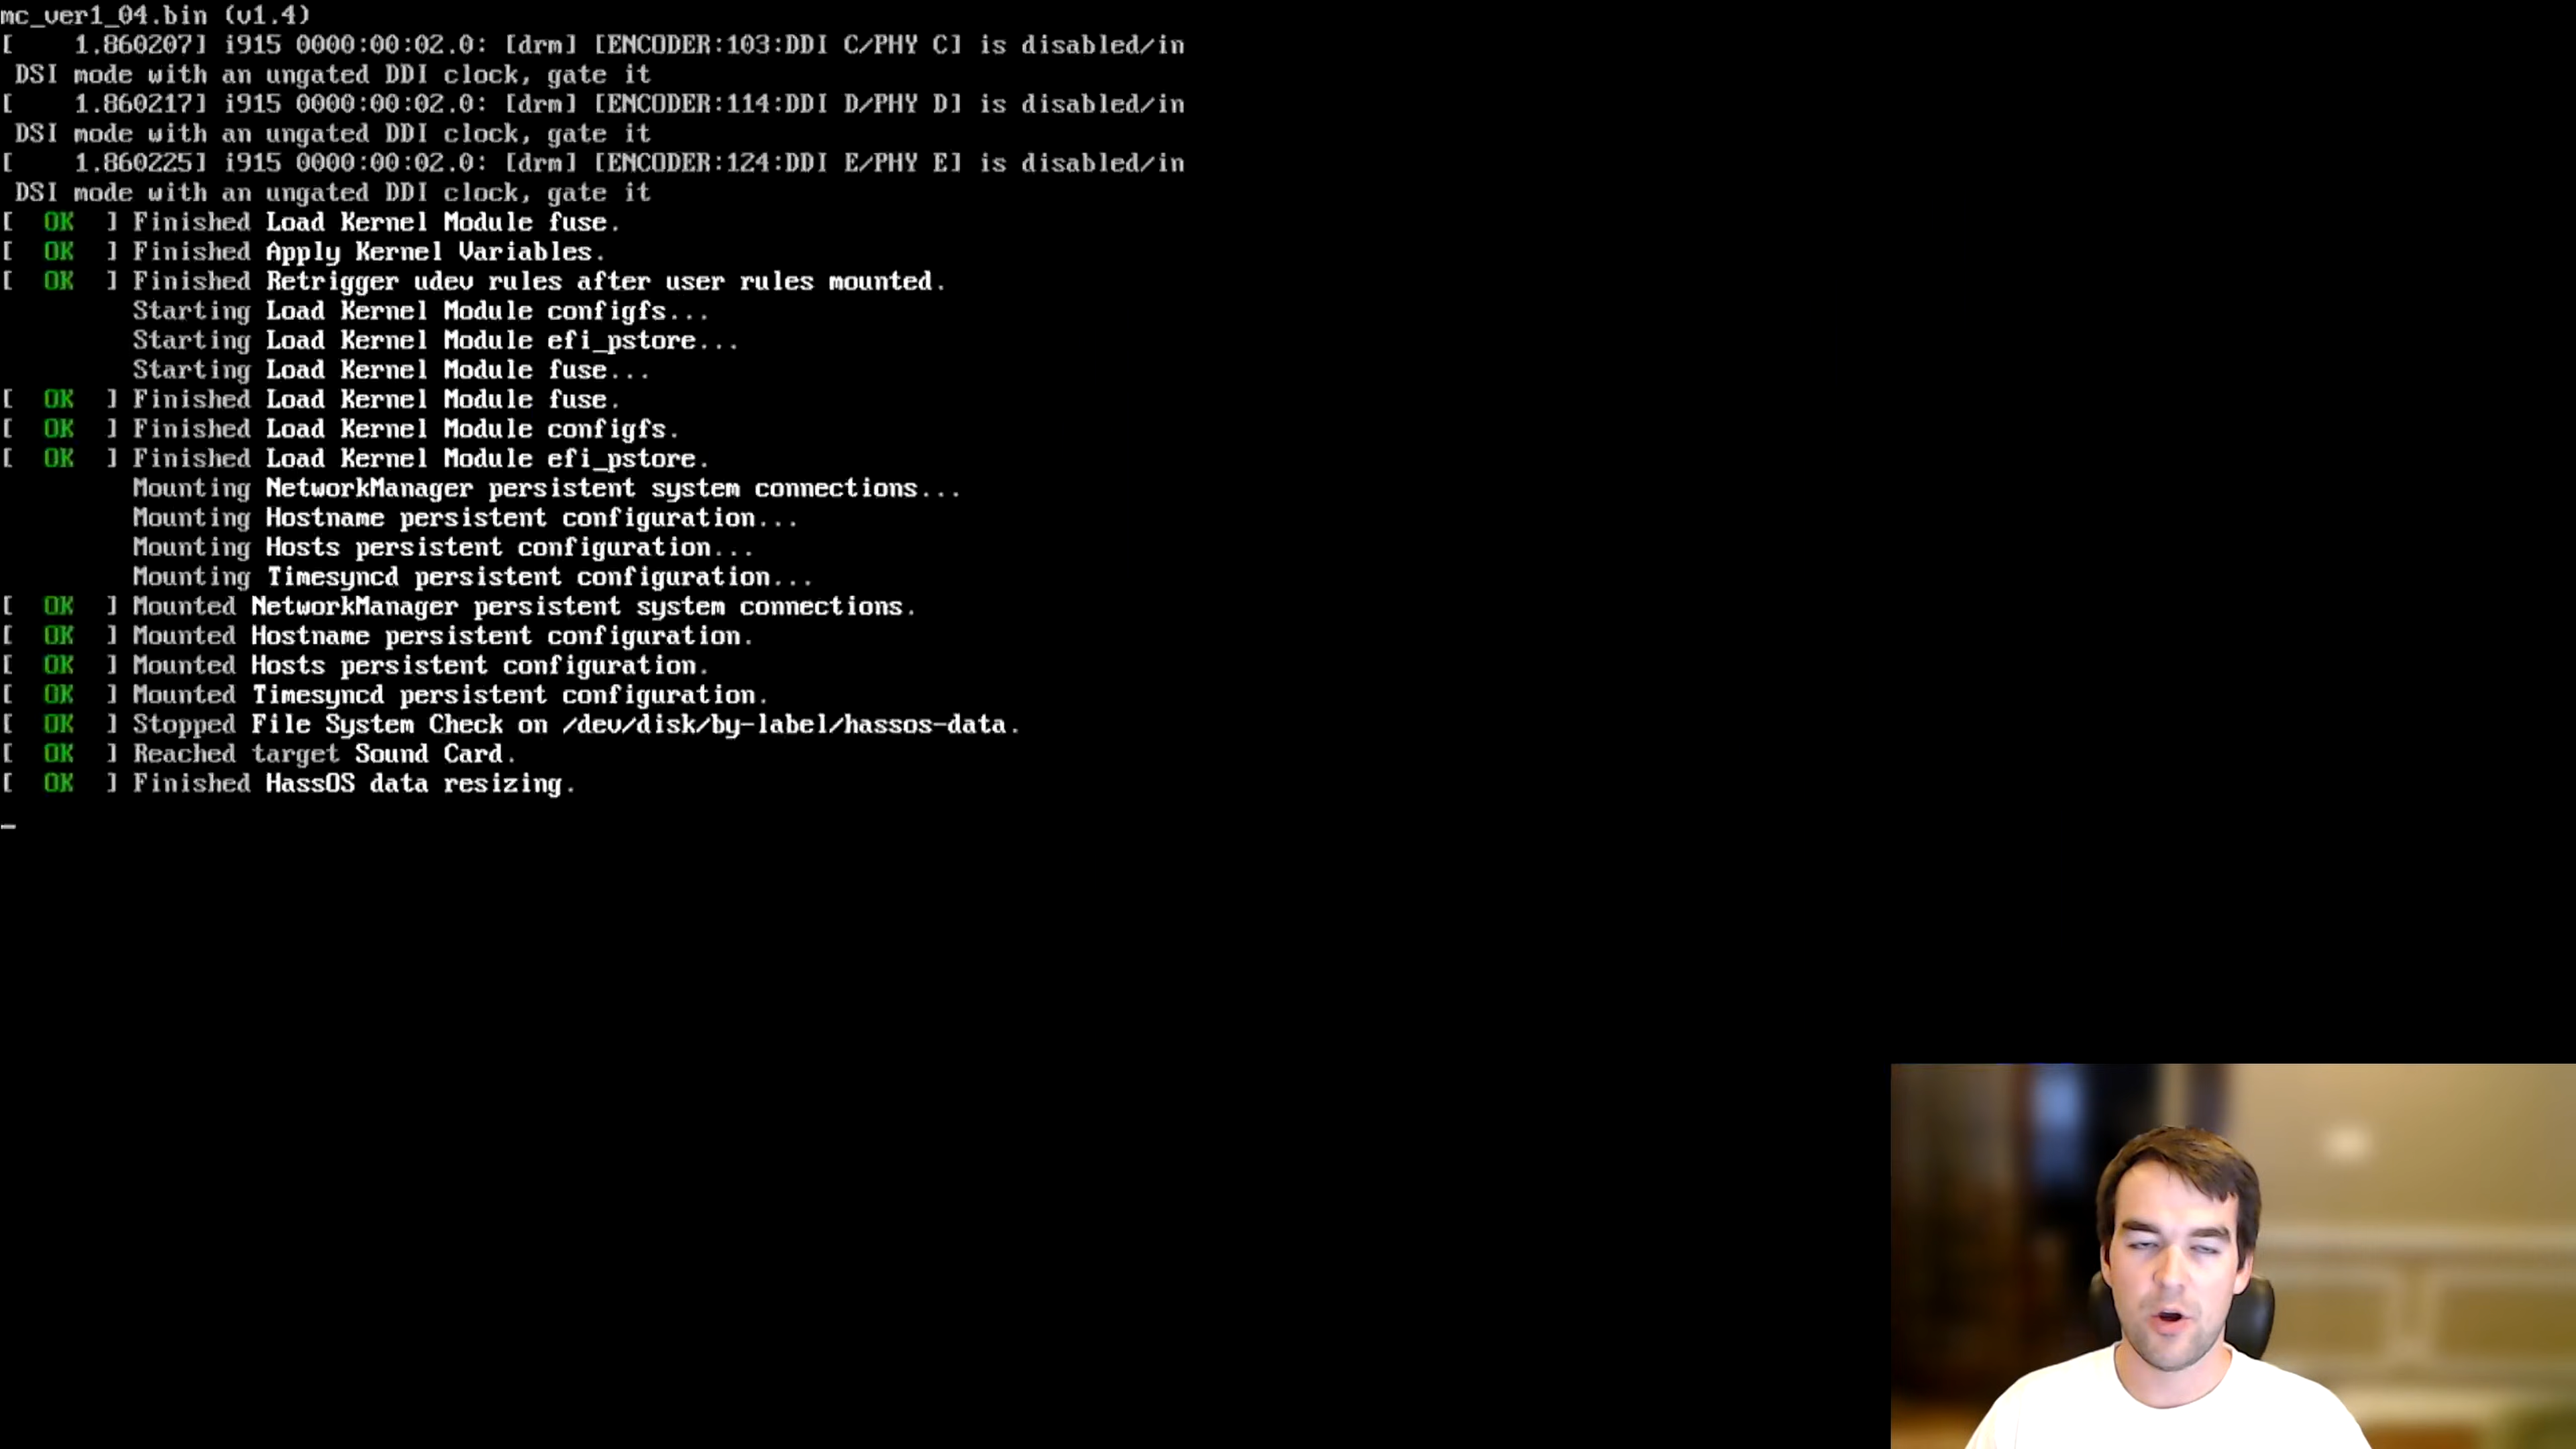 mc_ver1_04.bin (v1.4)
[    1.860207] i915 0000:00:02.0: [drm] [ENCODER:103:DDI C/PHY C] is disabled/in
 DSI mode with an ungated DDI clock, gate it
[    1.860217] i915 0000:00:02.0: [drm] [ENCODER:114:DDI D/PHY D] is disabled/in
 DSI mode with an ungated DDI clock, gate it
[    1.860225] i915 0000:00:02.0: [drm] [ENCODER:124:DDI E/PHY E] is disabled/in
 DSI mode with an ungated DDI clock, gate it
[  OK  ] Finished Load Kernel Module fuse.
[  OK  ] Finished Apply Kernel Variables.
[  OK  ] Finished Retrigger udev rules after user rules mounted.
         Starting Load Kernel Module configfs...
         Starting Load Kernel Module efi_pstore...
         Starting Load Kernel Module fuse...
[  OK  ] Finished Load Kernel Module fuse.
[  OK  ] Finished Load Kernel Module configfs.
[  OK  ] Finished Load Kernel Module efi_pstore.
         Mounting NetworkManager persistent system connections...
         Mounting Hostname persistent configuration...
         Mounting Hosts persistent configuration...
         Mounting Timesyncd persistent configuration...
[  OK  ] Mounted NetworkManager persistent system connections.
[  OK  ] Mounted Hostname persistent configuration.
[  OK  ] Mounted Hosts persistent configuration.
[  OK  ] Mounted Timesyncd persistent configuration.
[  OK  ] Stopped File System Check on /dev/disk/by-label/hassos-data.
[  OK  ] Reached target Sound Card.
[  OK  ] Finished HassOS data resizing.